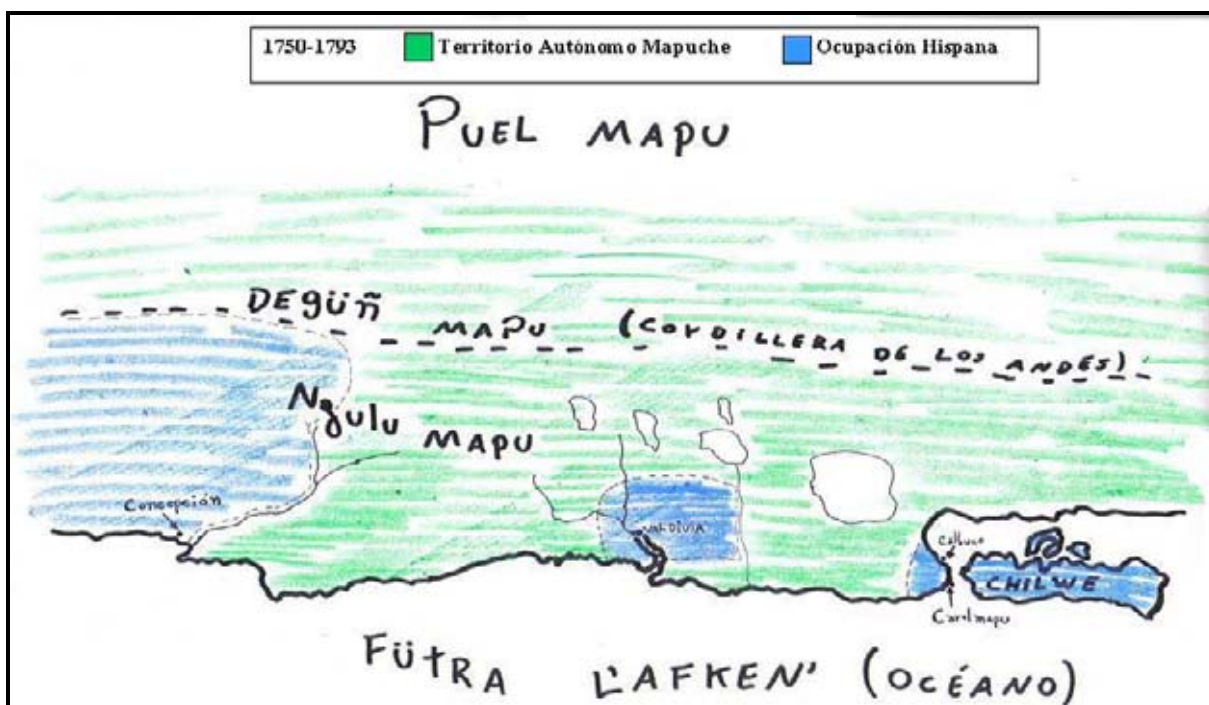 1750-1793 Territorio Autónomo Mapuche Ocupación Hispana
PUEL MAPU
DEgüñ MAPU (CORDILLERA DE LOS ANDES)
Ngulu MAPU
Concepción
VALDIVIA
Calbuco
CHILWE
Carelmapu
FÜTRA L'AFKEN' (OCÉANO)